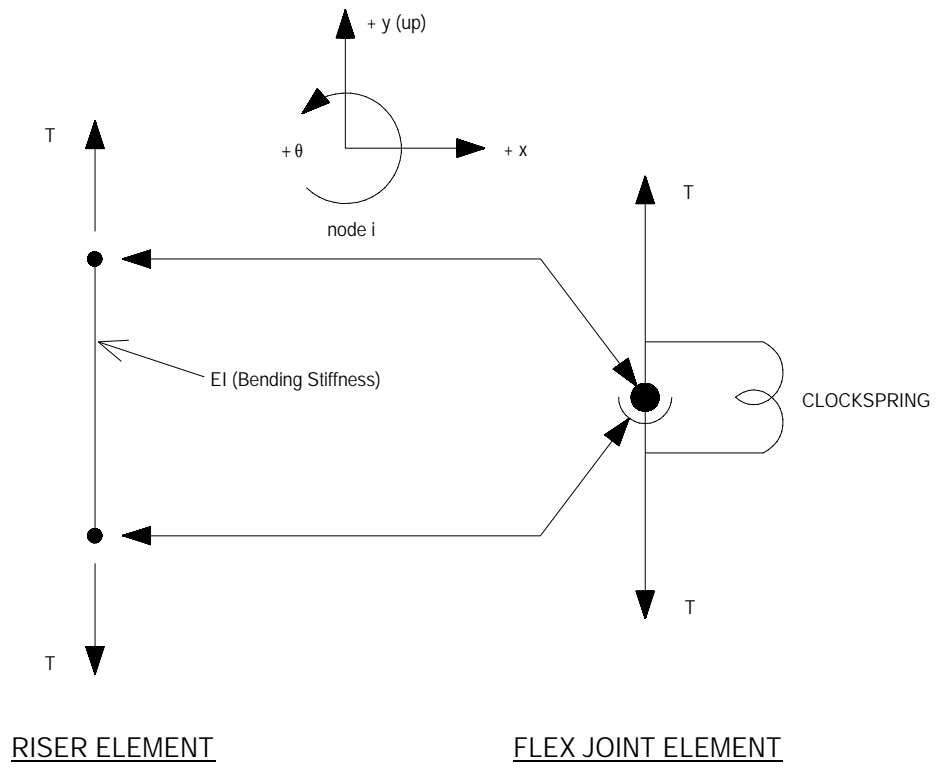 + y (up)
T
+ θ
+ x
T
node i
EI (Bending Stiffness)
CLOCKSPRING
T
T
RISER ELEMENT
FLEX JOINT ELEMENT